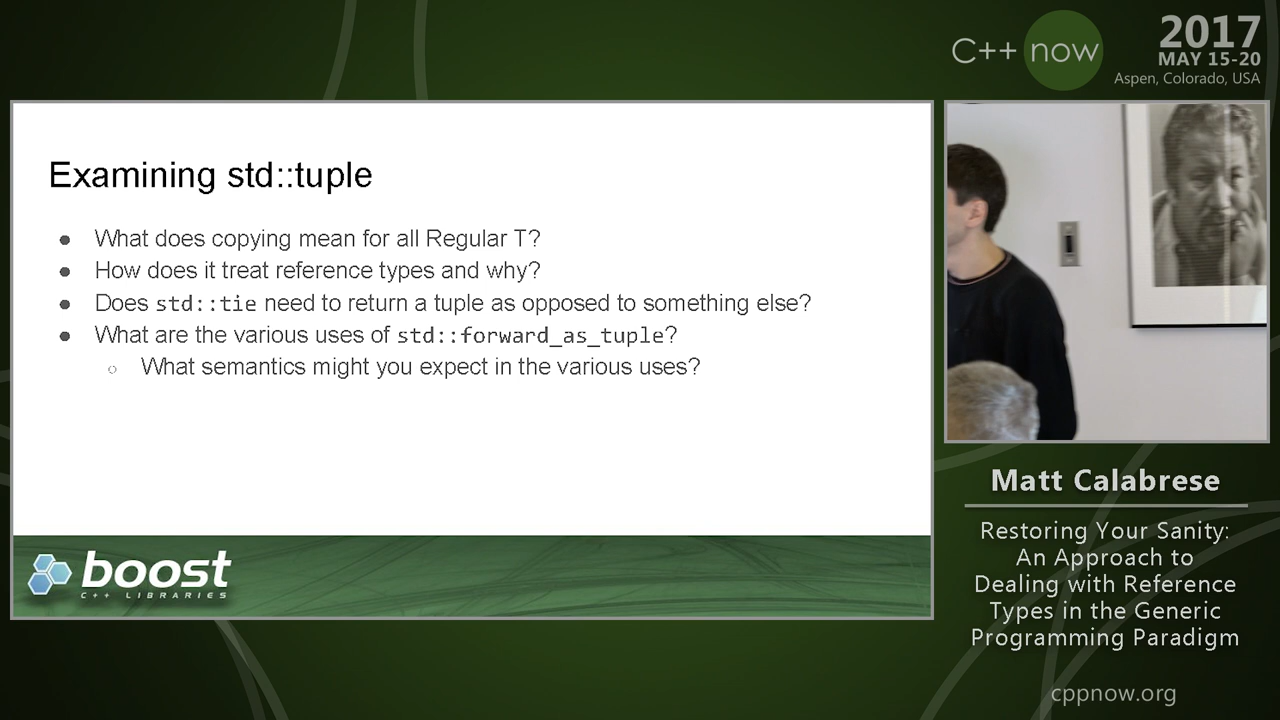 C++ now
2017
MAY 15-20
Aspen, Colorado, USA
Examining std::tuple
● What does copying mean for all Regular T?
● How does it treat reference types and why?
● Does std::tie need to return a tuple as opposed to something else?
● What are the various uses of std::forward_as_tuple?
○ What semantics might you expect in the various uses?
boost
C++ LIBRARIES
Matt Calabrese
Restoring Your Sanity:
An Approach to
Dealing with Reference
Types in the Generic
Programming Paradigm
cppnow.org